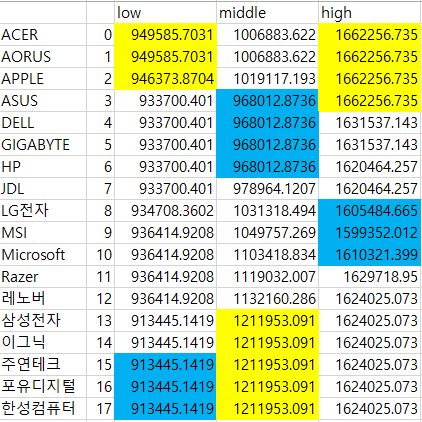 low middle high
ACER 0 949585.7031 1006883.622 1662256.735
AORUS 1 949585.7031 1006883.622 1662256.735
APPLE 2 946373.8704 1019117.193 1662256.735
ASUS 3 933700.401 968012.8736 1662256.735
DELL 4 933700.401 968012.8736 1631537.143
GIGABYTE 5 933700.401 968012.8736 1631537.143
HP 6 933700.401 968012.8736 1620464.257
JDL 7 933700.401 978964.1207 1620464.257
LG전자 8 934708.3602 1031318.494 1605484.665
MSI 9 936414.9208 1049757.269 1599352.012
Microsoft 10 936414.9208 1103418.834 1610321.399
Razer 11 936414.9208 1119032.007 1629718.95
레노버 12 936414.9208 1132160.286 1624025.073
삼성전자 13 913445.1419 1211953.091 1624025.073
이그닉 14 913445.1419 1211953.091 1624025.073
주연테크 15 913445.1419 1211953.091 1624025.073
포유디지털 16 913445.1419 1211953.091 1624025.073
한성컴퓨터 17 913445.1419 1211953.091 1624025.073